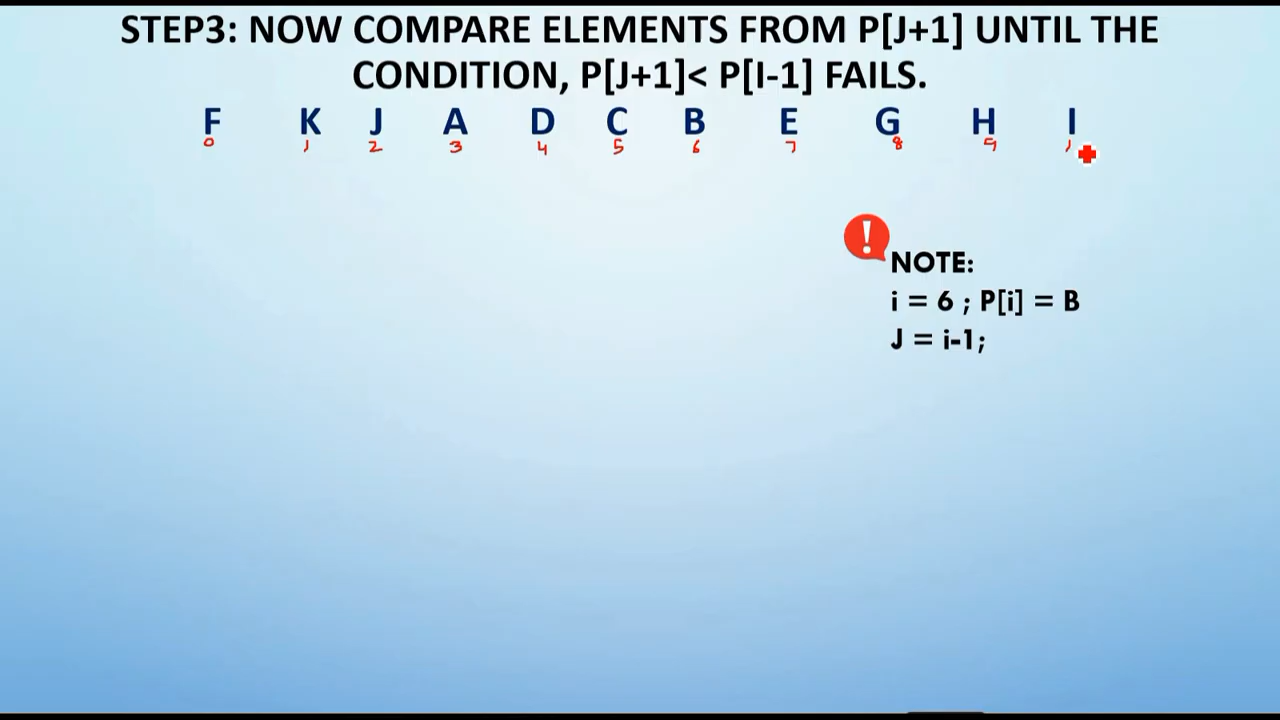 STEP3: NOW COMPARE ELEMENTS FROM P[J+1] UNTIL THE
CONDITION, P[J+1]< P[I-1] FAILS.
F K J A D C B E G H I
0 1 2 3 4 5 6 7 8 9 1
!
NOTE:
i = 6 ; P[i] = B
J = i-1;